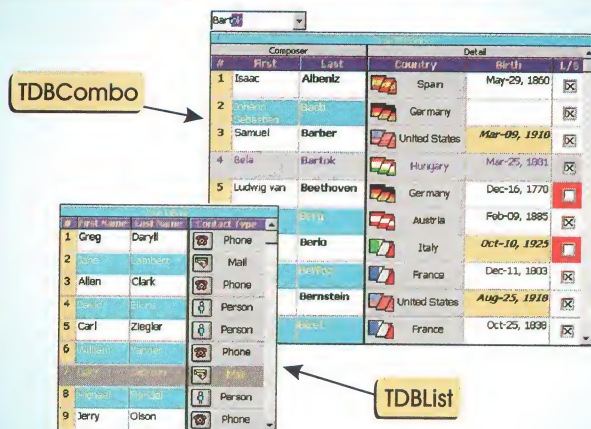 Bartok
Composer Detail
# First Last Country Birth L/S
1 Isaac Albeniz Spain May-29, 1860
2 Johann Sebastian Bach Germany
3 Samuel Barber United States Mar-09, 1910
4 Bela Bartok Hungary Mar-25, 1881
5 Ludwig van Beethoven Germany Dec-16, 1770
Berg Austria Feb-09, 1885
Berio Italy Oct-10, 1925
Berlioz France Dec-11, 1803
Bernstein United States Aug-25, 1918
Bizet France Oct-25, 1838
TDBCombo
# First Name Last Name Contact Type
1 Greg Daryll Phone
2 Jane Lambert Mail
3 Allen Clark Phone
4 David Person
5 Carl Ziegler Person
6 William Phone
7 Mail
8 Michael Person
9 Jerry Olson Phone
TDBList